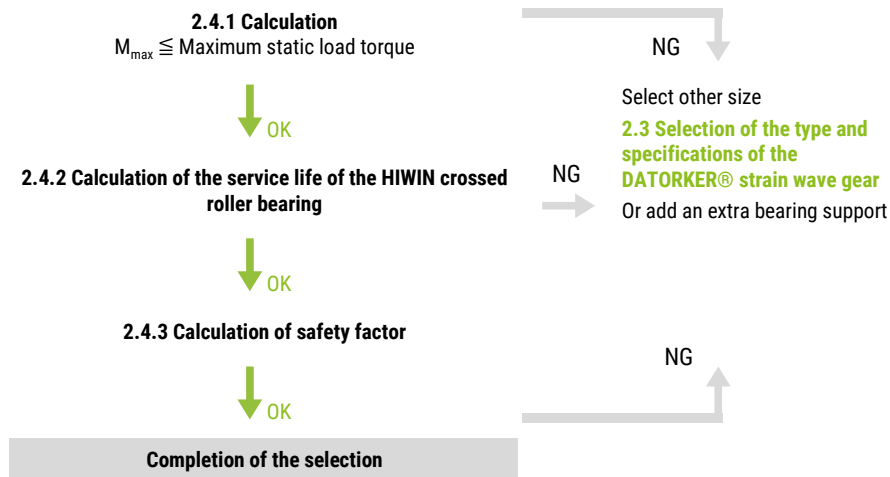 2.4.1 Calculation
M_max ≦ Maximum static load torque
NG
OK
Select other size
2.3 Selection of the type and
specifications of the
DATORKER® strain wave gear
Or add an extra bearing support
2.4.2 Calculation of the service life of the HIWIN crossed
roller bearing
NG
OK
2.4.3 Calculation of safety factor
NG
OK
Completion of the selection